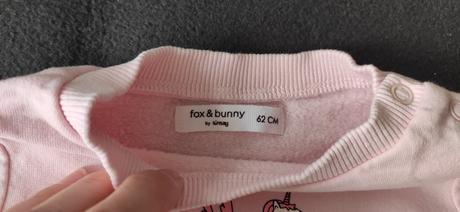 fox & bunny
by sinsay
62 CM